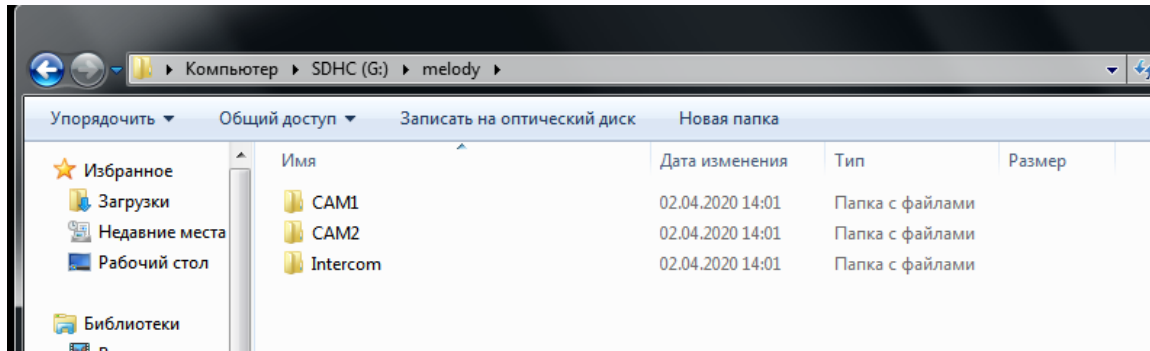 Компьютер SDHC (G:) melody
Упорядочить Общий доступ Записать на оптический диск Новая папка
Избранное
Загрузки
Недавние места
Рабочий стол
Библиотеки
Имя Дата изменения Тип Размер
CAM1 02.04.2020 14:01 Папка с файлами
CAM2 02.04.2020 14:01 Папка с файлами
Intercom 02.04.2020 14:01 Папка с файлами